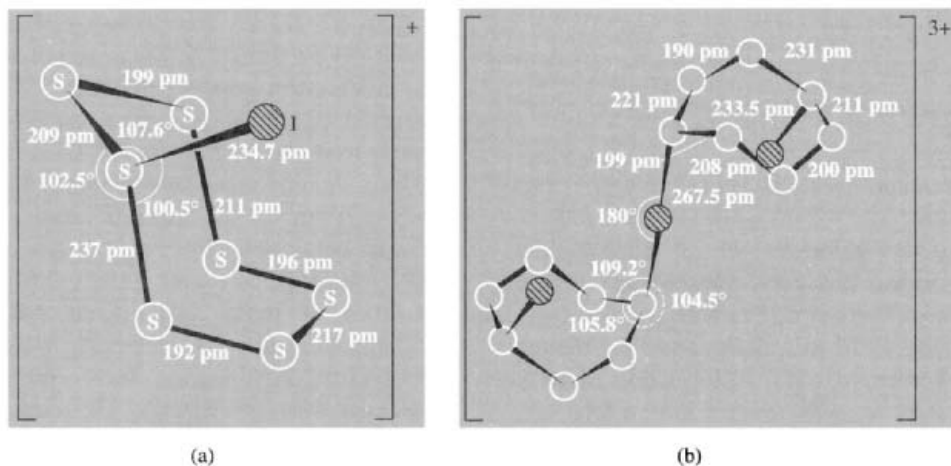 +
S
199 pm
S
I
107.6°
209 pm
234.7 pm
S
102.5°
100.5°
211 pm
237 pm
S
196 pm
S
S
217 pm
192 pm
S
(a)
3+
190 pm
231 pm
221 pm
233.5 pm
211 pm
199 pm
208 pm
200 pm
267.5 pm
180°
109.2°
104.5°
105.8°
(b)